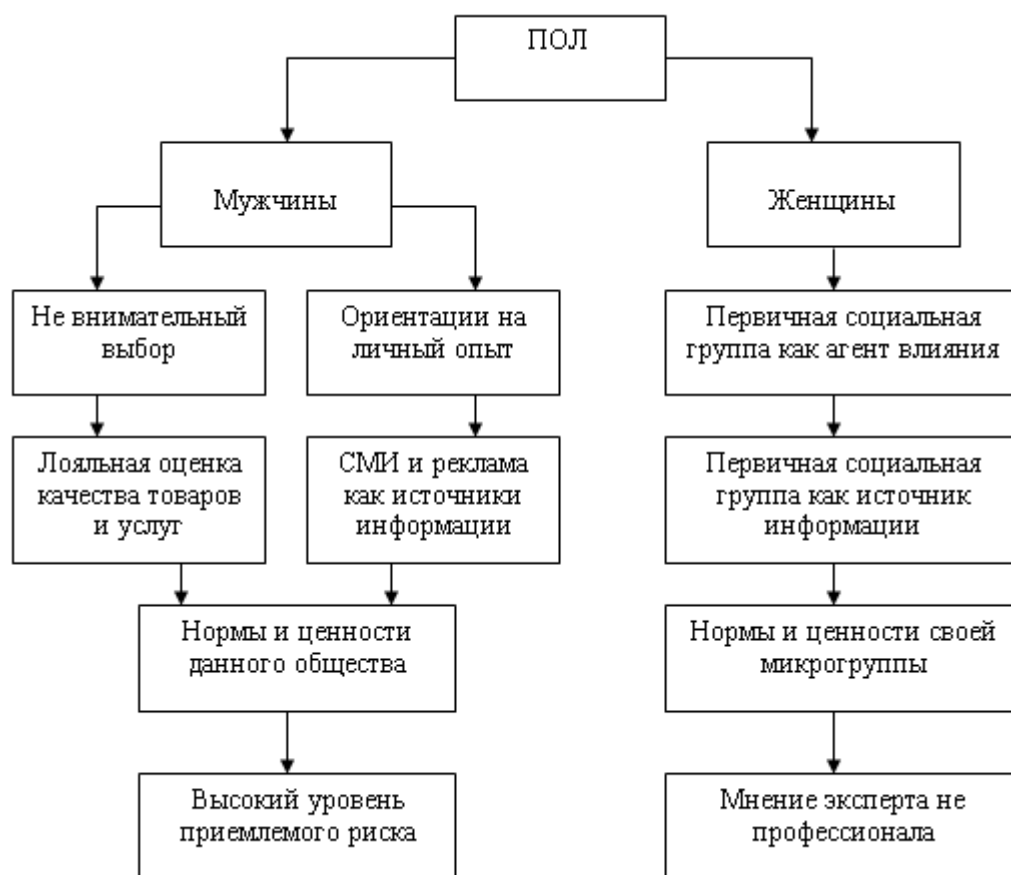 ПОЛ
Мужчины
Женщины
Не внимательный
выбор
Ориентации на
личный опыт
Первичная социальная
группа как агент влияния
Лояльная оценка
качества товаров
и услуг
СМИ и реклама
как источники
информации
Первичная социальная
группа как источник
информации
Нормы и ценности
данного общества
Нормы и ценности своей
микрогруппы
Высокий уровень
приемлемого риска
Мнение эксперта не
профессионала